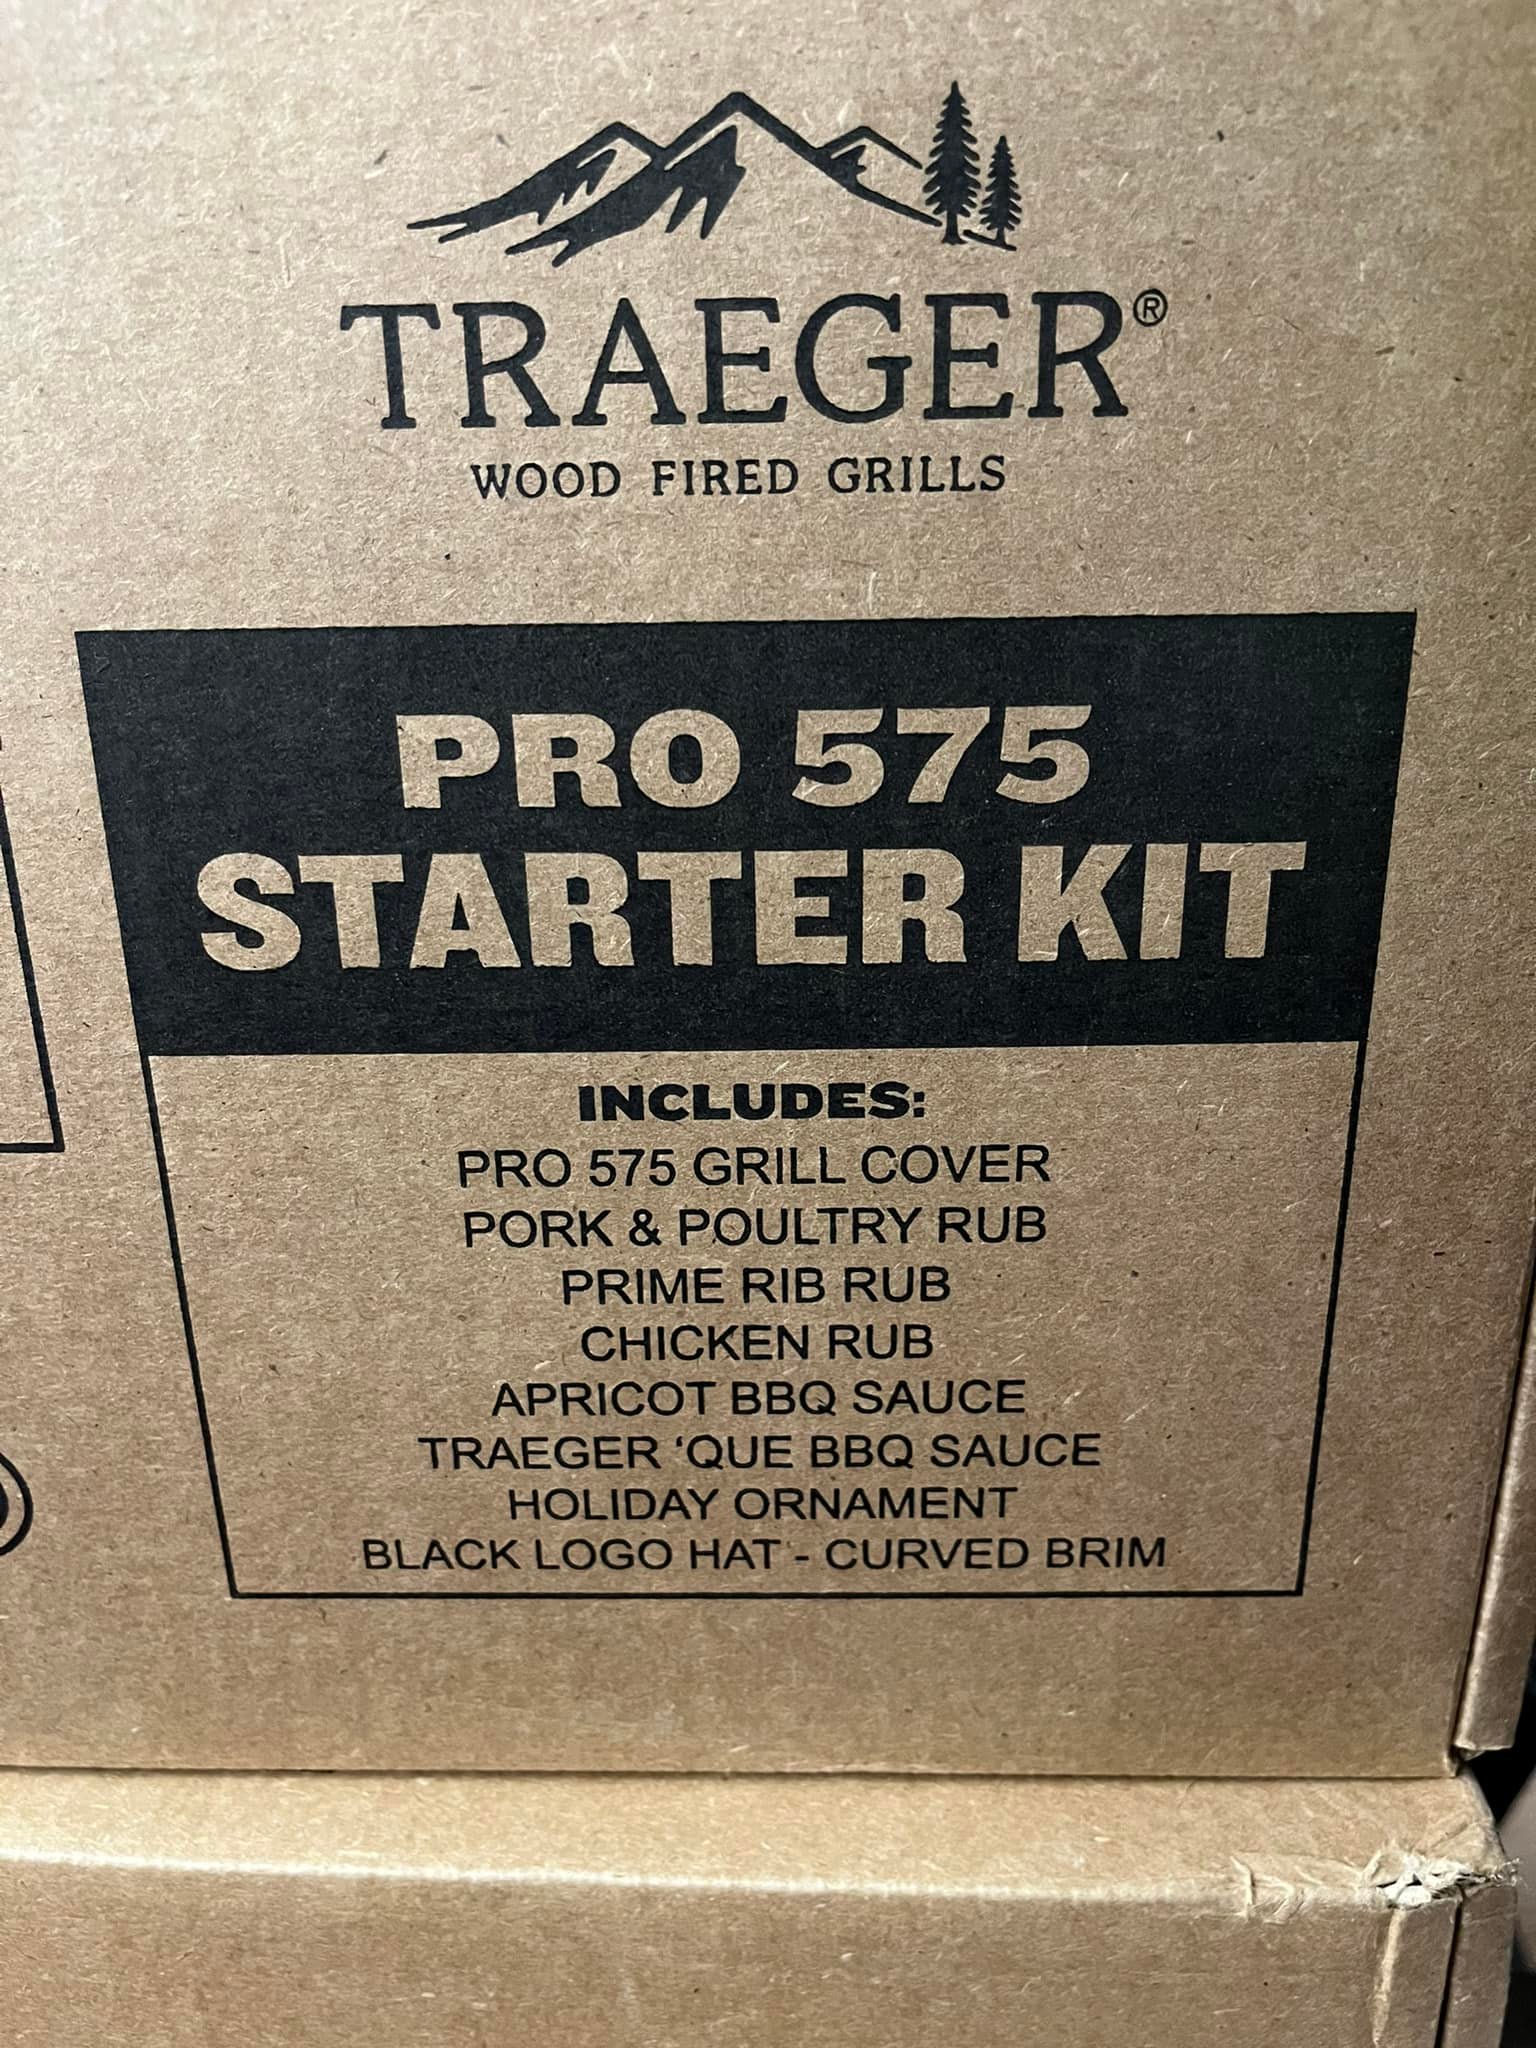 TRAEGER®
WOOD FIRED GRILLS
PRO 575
STARTER KIT
INCLUDES:
PRO 575 GRILL COVER
PORK & POULTRY RUB
PRIME RIB RUB
CHICKEN RUB
APRICOT BBQ SAUCE
TRAEGER ‘QUE BBQ SAUCE
HOLIDAY ORNAMENT
BLACK LOGO HAT - CURVED BRIM